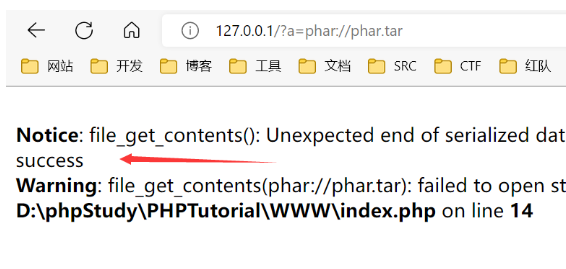 127.0.0.1/?a=phar://phar.tar
网站 开发 博客 工具 文档 SRC CTF 红队
Notice: file_get_contents(): Unexpected end of serialized dat
success
Warning: file_get_contents(phar://phar.tar): failed to open st
D:\phpStudy\PHPTutorial\WWW\index.php on line 14